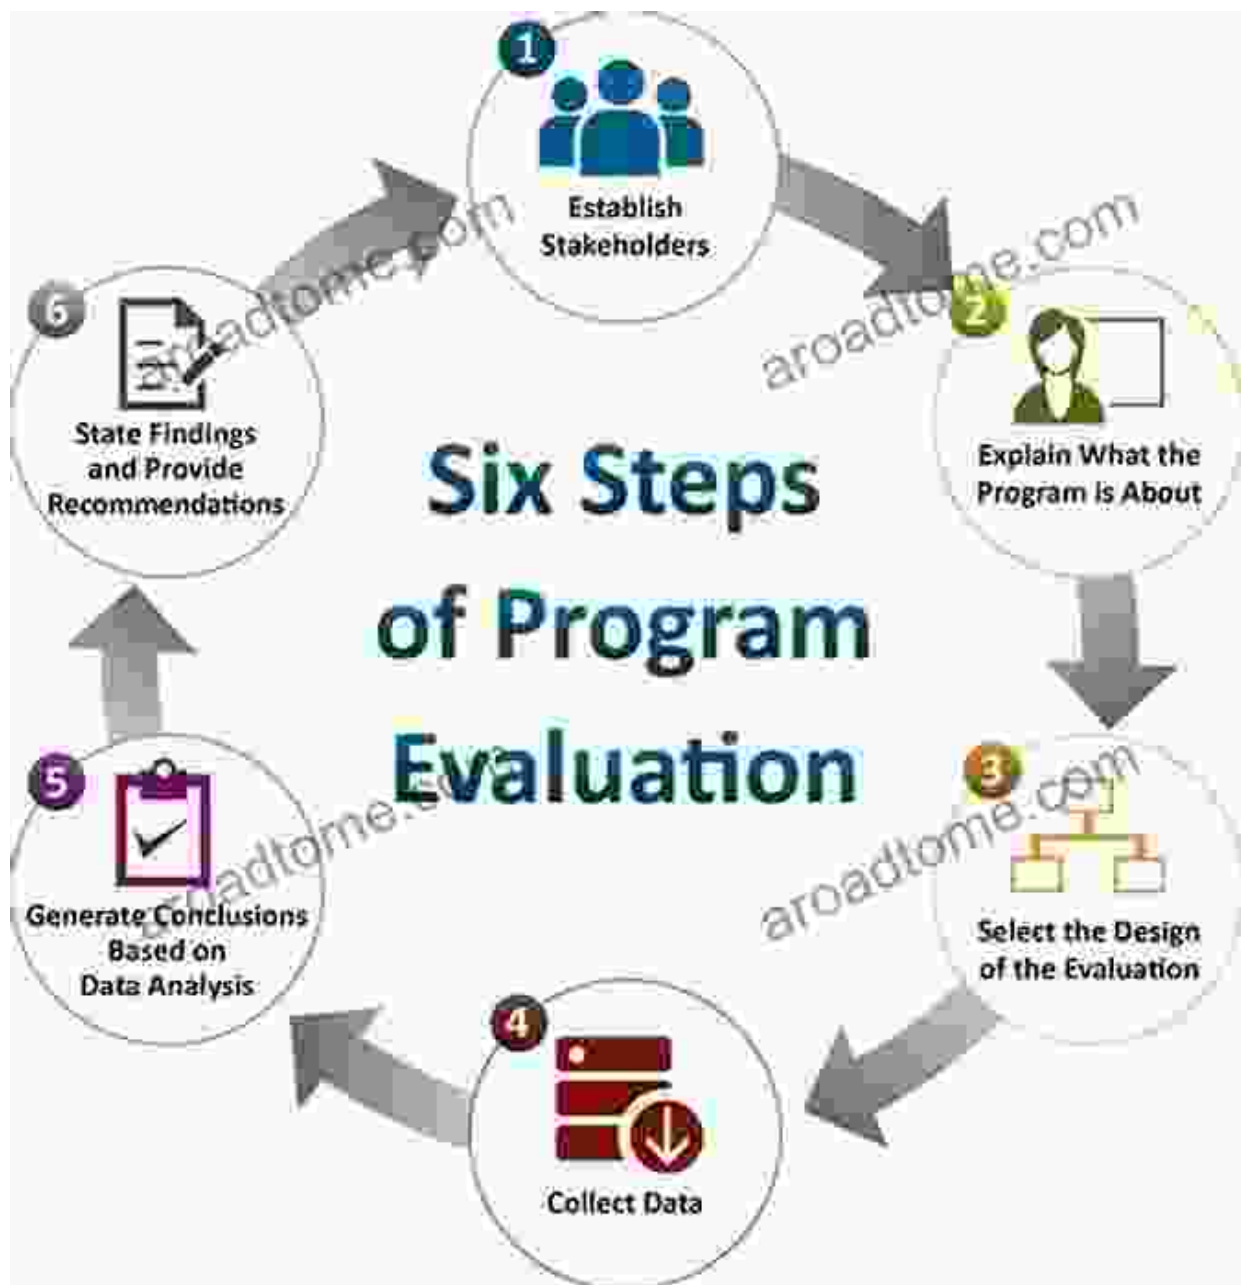 1
Establish
Stakeholders
2
Explain What the
Program is About
3
Select the Design
of the Evaluation
4
Collect Data
5
Generate Conclusions
Based on
Data Analysis
6
State Findings
and Provide
Recommendations
Six Steps
of Program
Evaluation
aroadtome.com
aroadtome.com
aroadtome.com
aroadtome.com